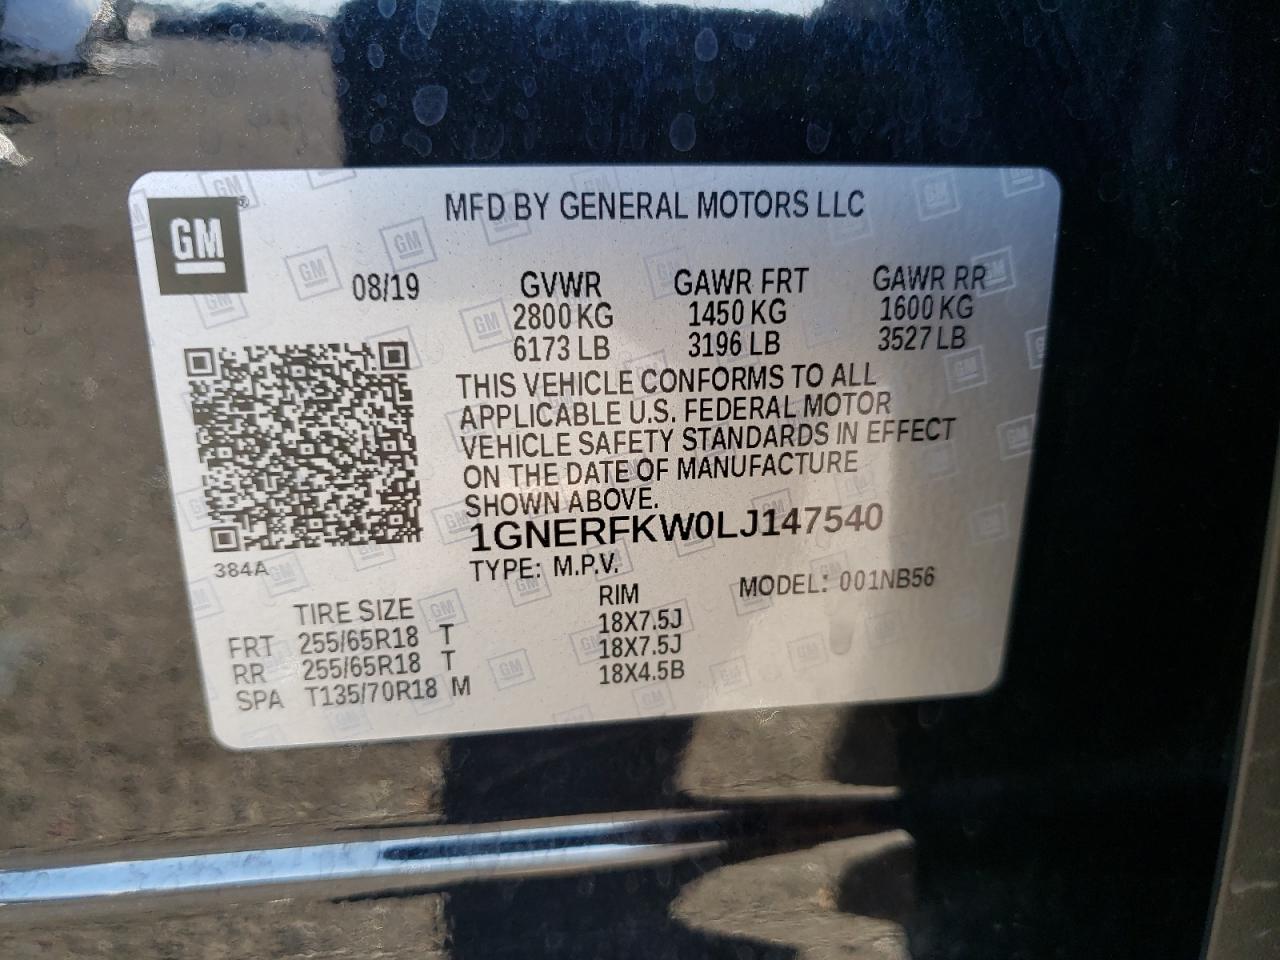 GM ®
MFD BY GENERAL MOTORS LLC
08/19 GVWR GAWR FRT GAWR RR
2800 KG 1450 KG 1600 KG
6173 LB 3196 LB 3527 LB
THIS VEHICLE CONFORMS TO ALL
APPLICABLE U.S. FEDERAL MOTOR
VEHICLE SAFETY STANDARDS IN EFFECT
ON THE DATE OF MANUFACTURE
SHOWN ABOVE.
1GNERFKW0LJ147540
384A
TYPE: M.P.V. MODEL: 001NB56
TIRE SIZE RIM
FRT 255/65R18 T 18X7.5J
RR 255/65R18 T 18X7.5J
SPA T135/70R18 M 18X4.5B